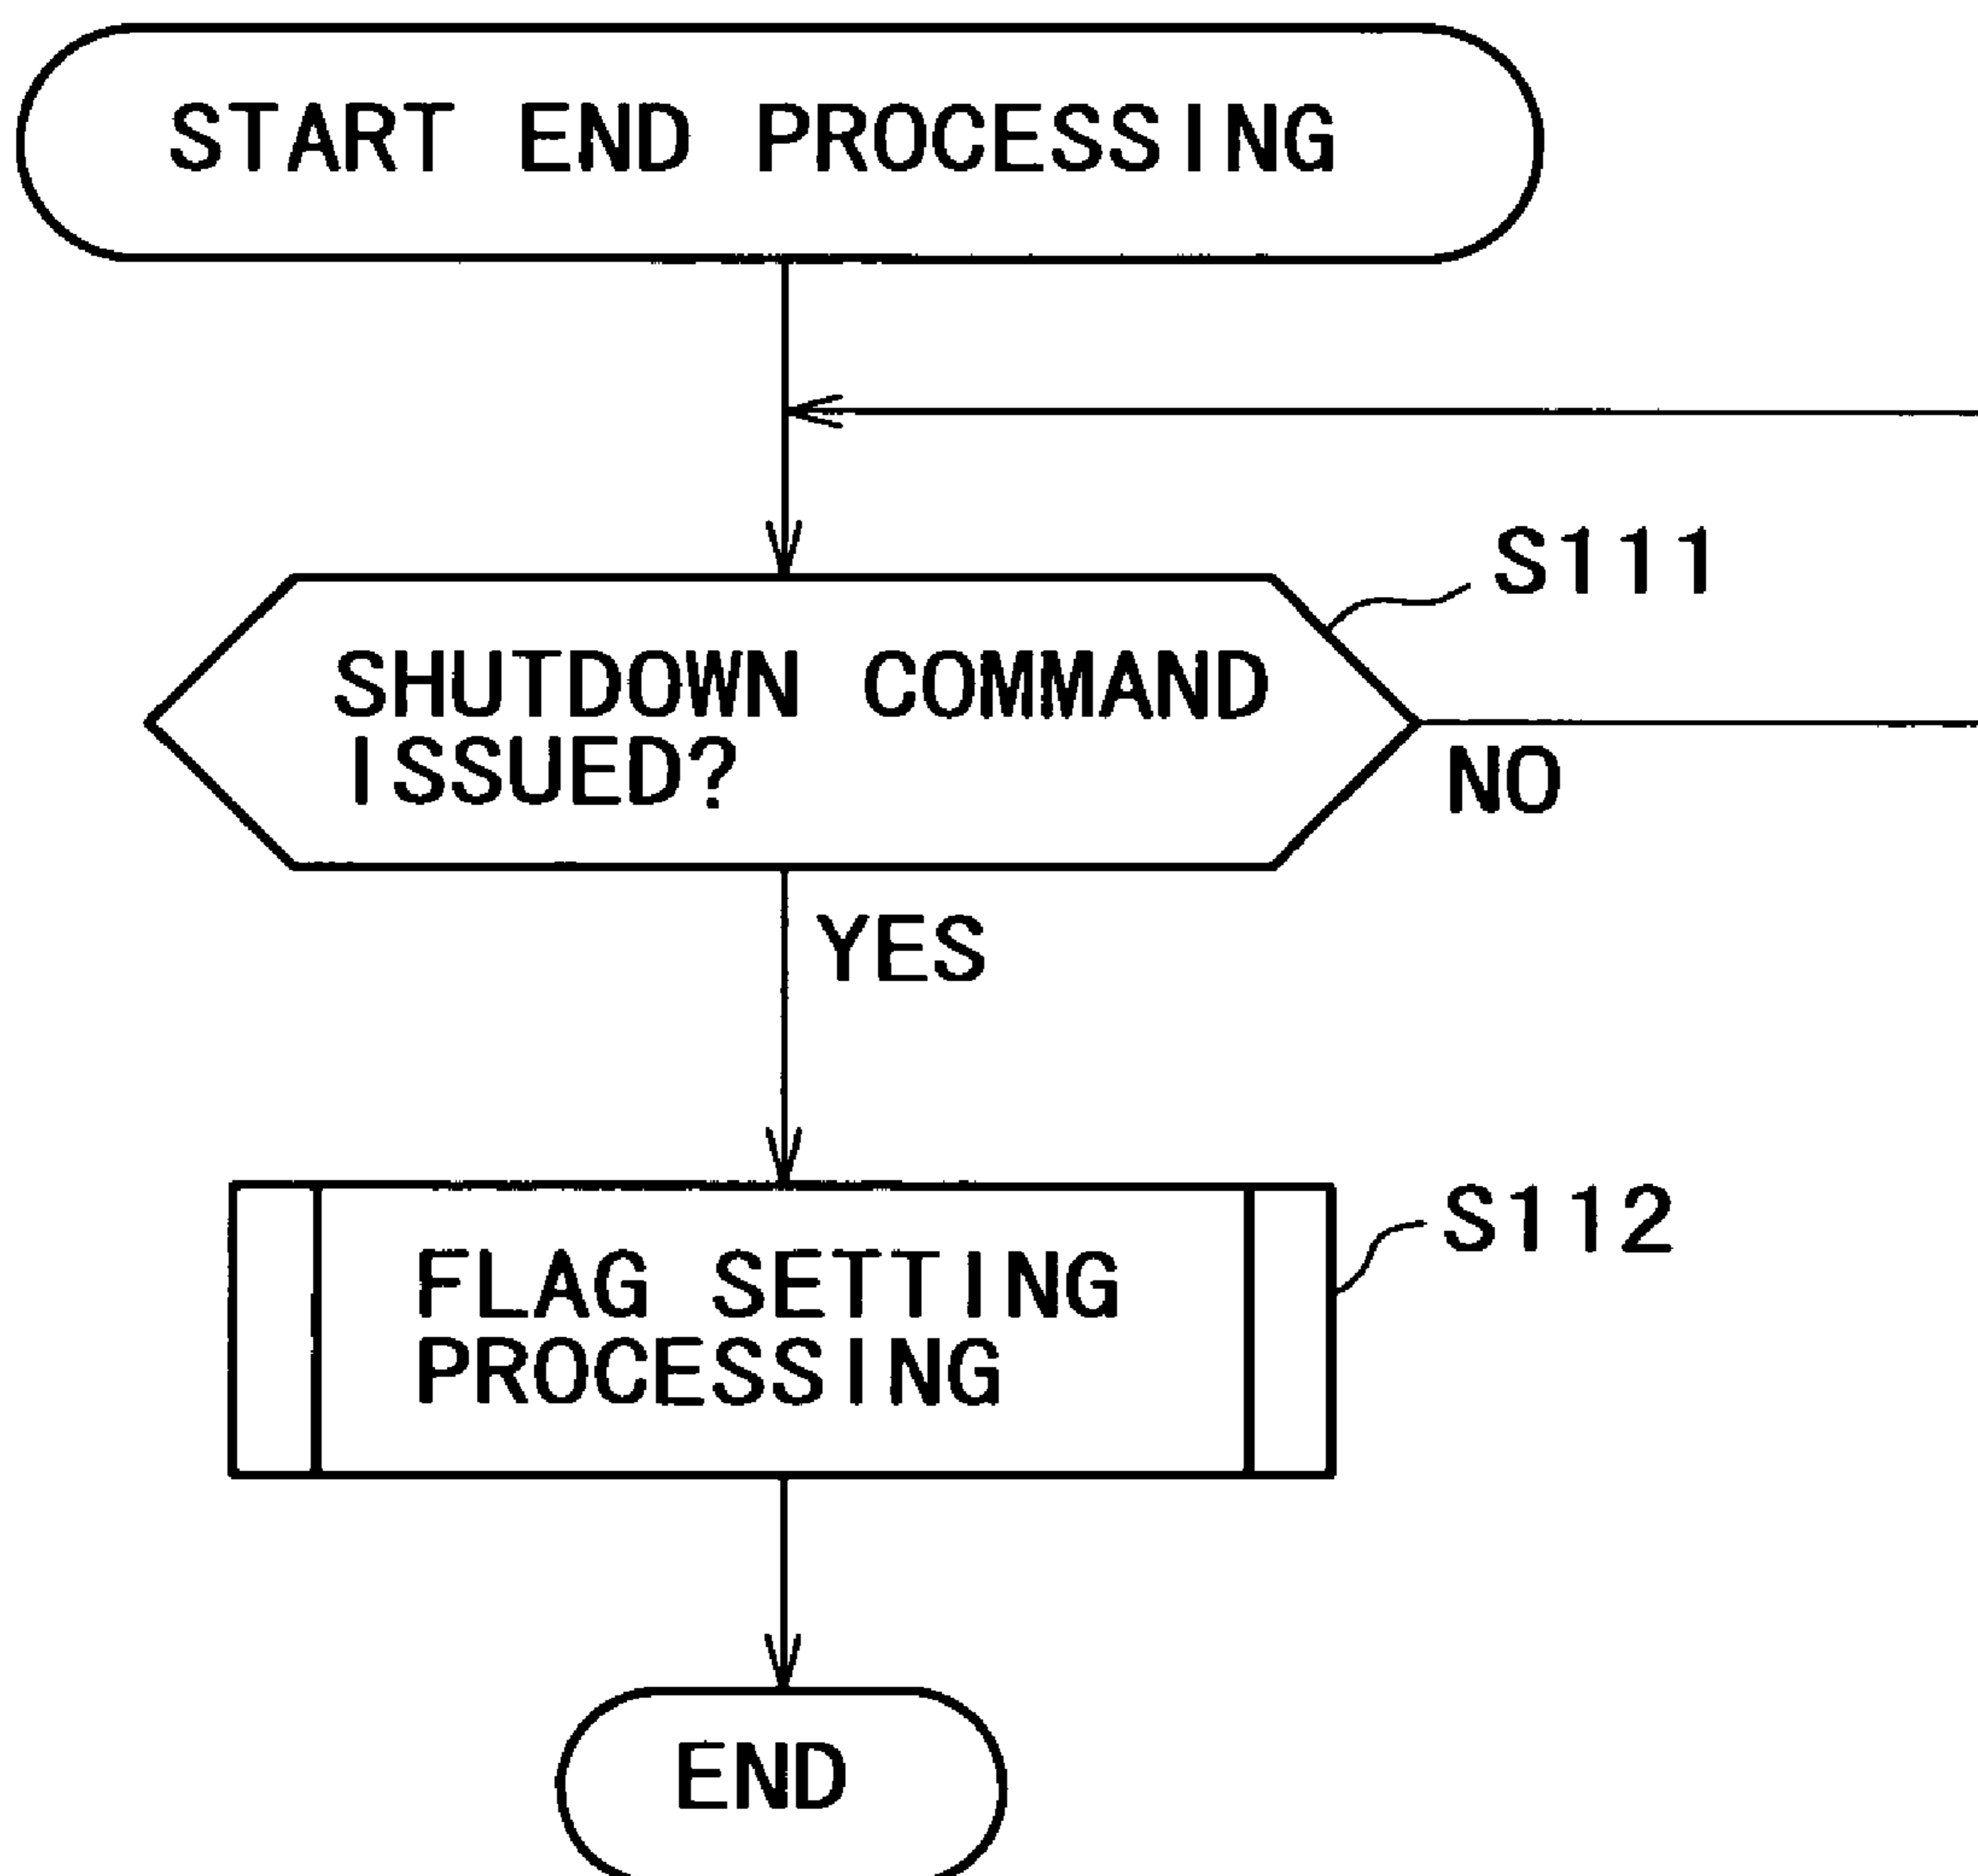 START END PROCESSING
S111
SHUTDOWN COMMAND
ISSUED?
NO
YES
S112
FLAG SETTING
PROCESSING
END